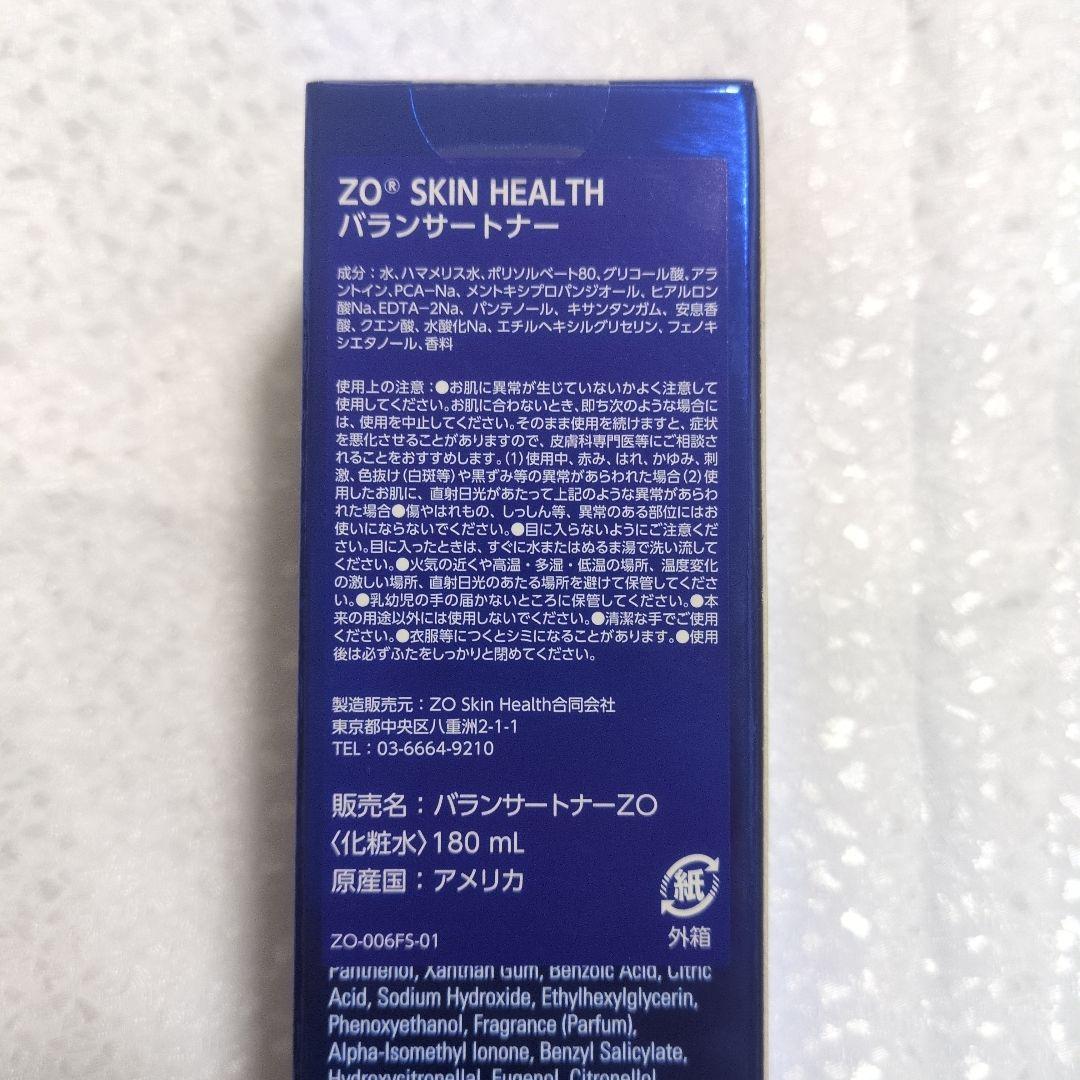 ZO® SKIN HEALTH
バランサートナー
成分：水、ハマメリス水、ポリソルベート80、グリコール酸、アラ
ントイン、PCA−Na、メントキシプロパンジオール、ヒアルロン
酸Na、EDTA−2Na、パンテノール、キサンタンガム、安息香
酸、クエン酸、水酸化Na、エチルヘキシルグリセリン、フェノキ
シエタノール、香料
使用上の注意：●お肌に異常が生じていないかよく注意して
使用してください。お肌に合わないとき、即ち次のような場合に
は、使用を中止してください。そのまま使用を続けますと、症状
を悪化させることがありますので、皮膚科専門医等にご相談さ
れることをおすすめします。（1）使用中、赤み、はれ、かゆみ、刺
激、色抜け（白斑等）や黒ずみ等の異常があらわれた場合（2）使
用したお肌に、直射日光があたって上記のような異常があらわ
れた場合●傷やはれもの、しっしん等、異常のある部位にはお
使いにならないでください。●目に入らないようにご注意くだ
さい。目に入ったときは、すぐに水またはぬるま湯で洗い流して
ください。●火気の近くや高温・多湿・低温の場所、温度変化
の激しい場所、直射日光のあたる場所を避けて保管してくださ
い。●乳幼児の手の届かないところに保管してください。●本
来の用途以外には使用しないでください。●清潔な手でご使用
ください。●衣服等につくとシミになることがあります。●使用
後は必ずふたをしっかりと閉めてください。
製造販売元：ZO Skin Health合同会社
東京都中央区八重洲2-1-1
TEL：03-6664-9210
販売名：バランサートナーZO
〈化粧水〉180 mL
原産国：アメリカ
紙
外箱
ZO-006FS-01
Panthenol, Xanthan Gum, Benzoic Acid, Citric
Acid, Sodium Hydroxide, Ethylhexylglycerin,
Phenoxyethanol, Fragrance (Parfum),
Alpha-Isomethyl Ionone, Benzyl Salicylate,
Hydroxycitronellal, Eugenol, Citronellol,